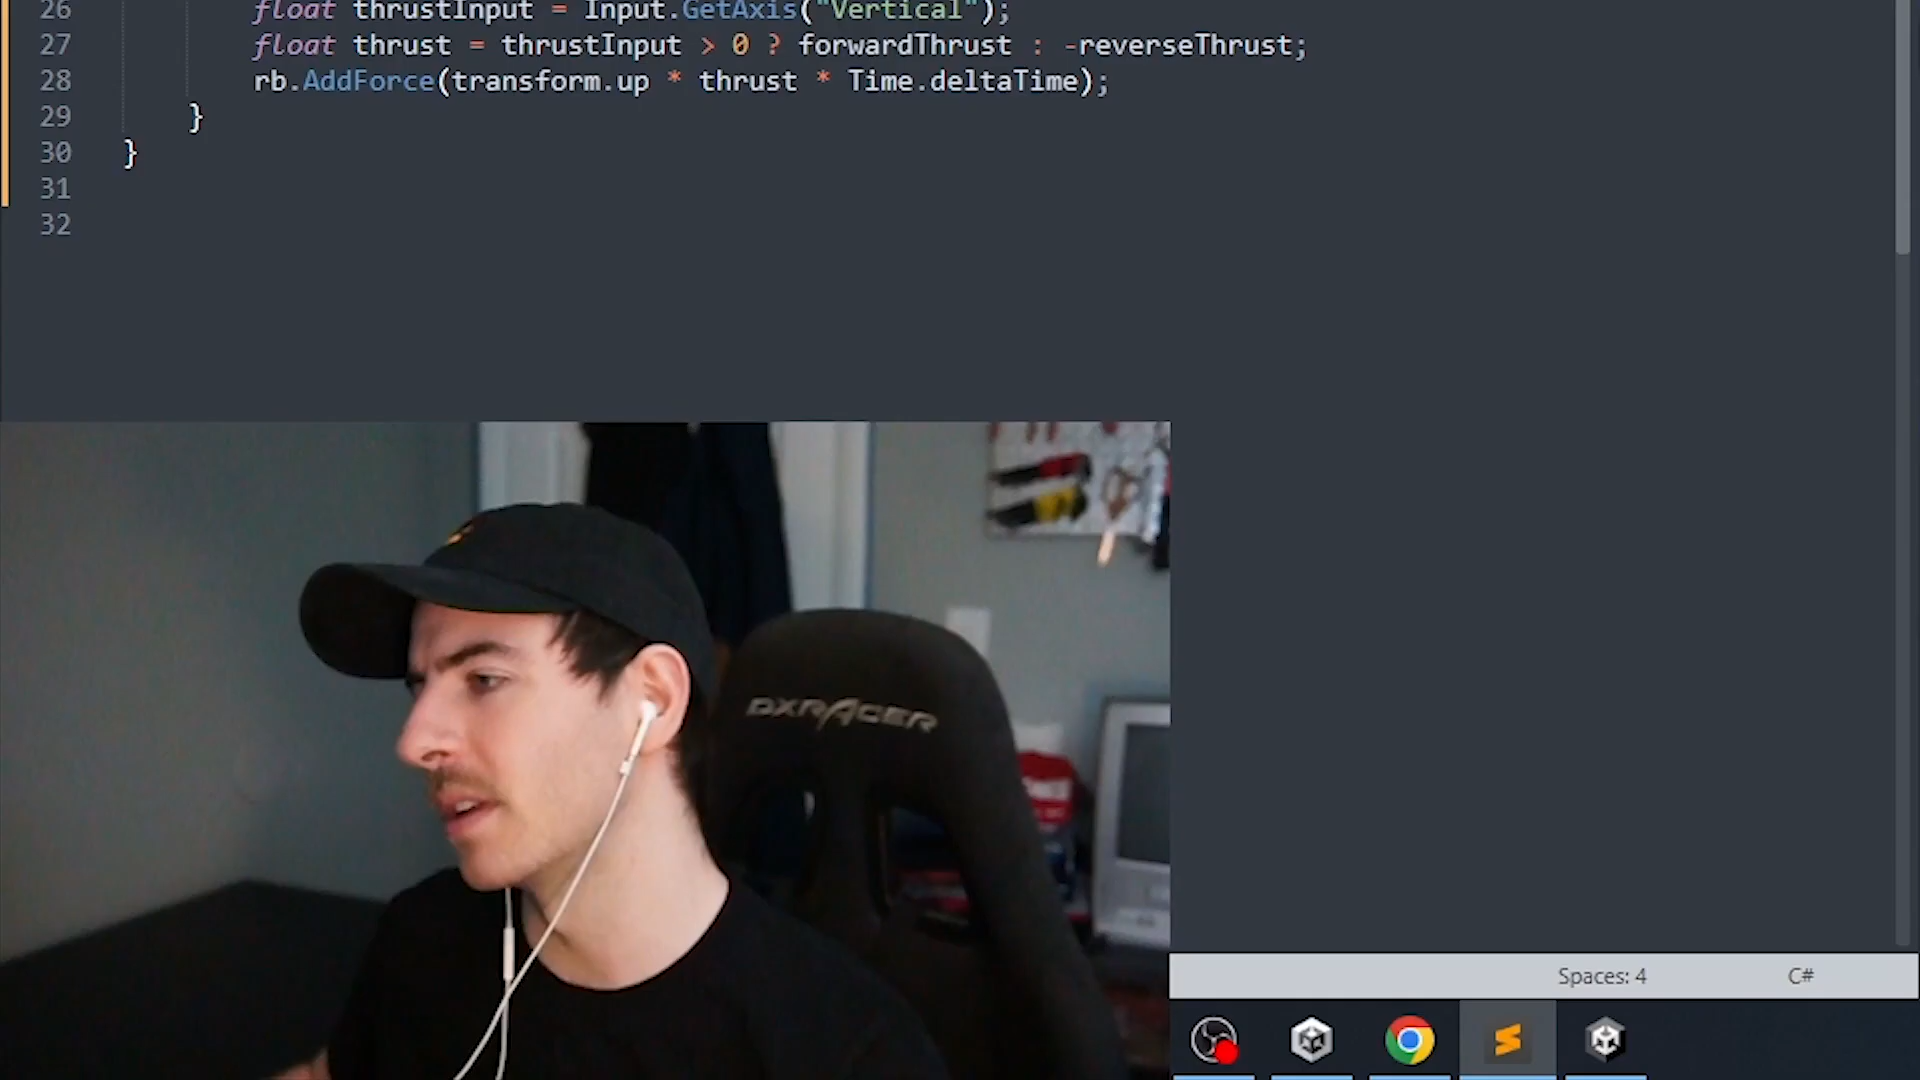 26 float thrustInput = Input.GetAxis("Vertical");
27 float thrust = thrustInput > 0 ? forwardThrust : -reverseThrust;
28 rb.AddForce(transform.up * thrust * Time.deltaTime);
29 }
30 }
31
32
DXRACER
Spaces: 4 C#